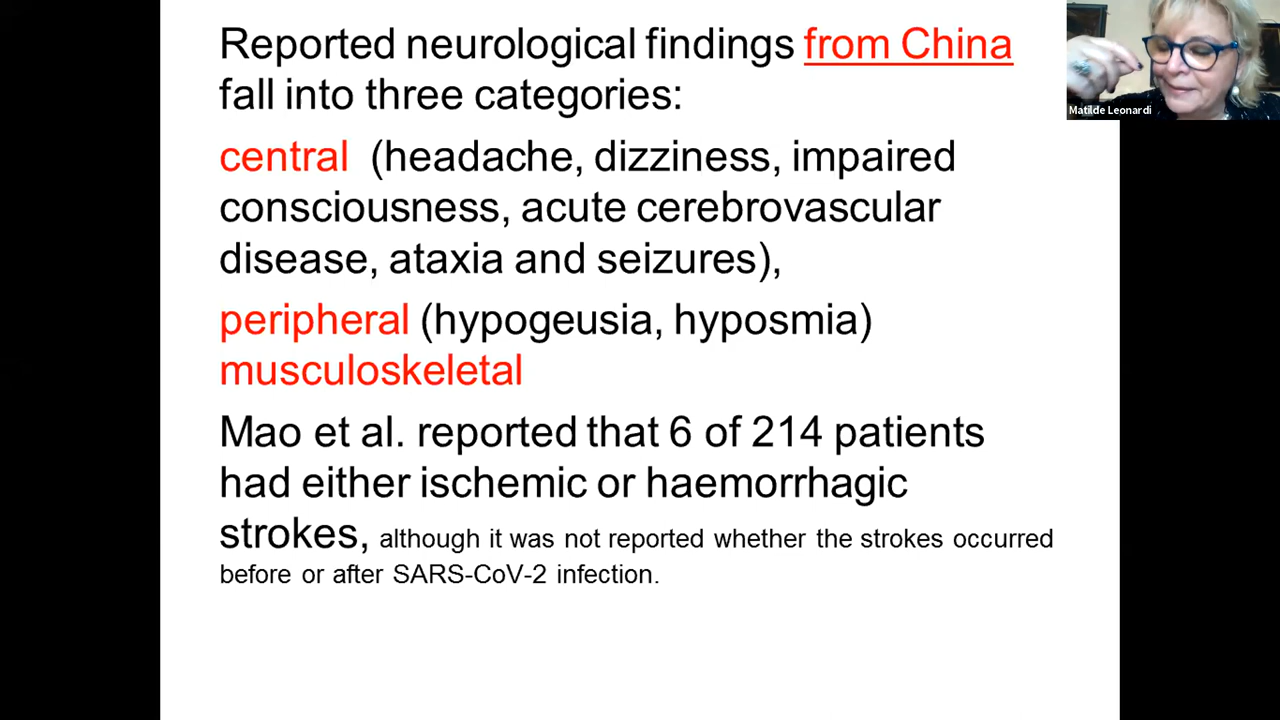 Reported neurological findings from China
fall into three categories:
central (headache, dizziness, impaired
consciousness, acute cerebrovascular
disease, ataxia and seizures),
peripheral (hypogeusia, hyposmia)
musculoskeletal
Mao et al. reported that 6 of 214 patients
had either ischemic or haemorrhagic
strokes, although it was not reported whether the strokes occurred
before or after SARS-CoV-2 infection.
Matilde Leonardi